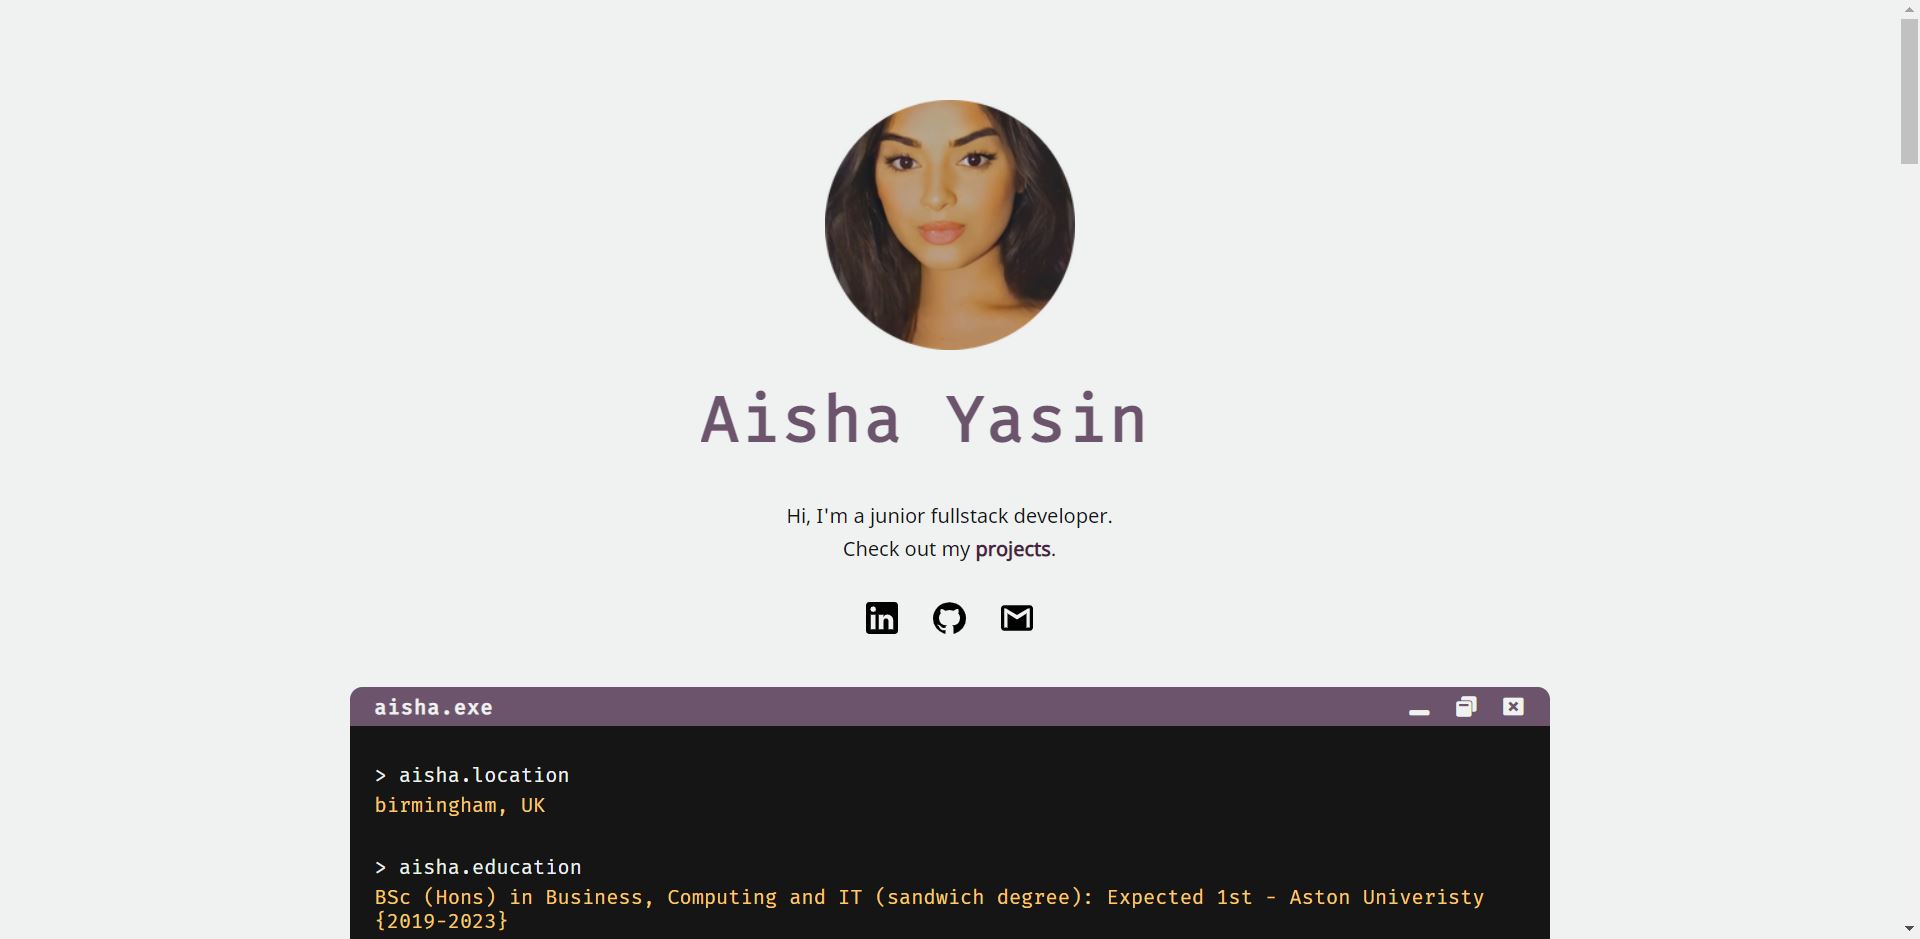 Aisha Yasin
Hi, I'm a junior fullstack developer.
Check out my projects.
in
aisha.exe
> aisha.location
birmingham, UK
> aisha.education
BSc (Hons) in Business, Computing and IT (sandwich degree): Expected 1st - Aston Univeristy
{2019-2023}